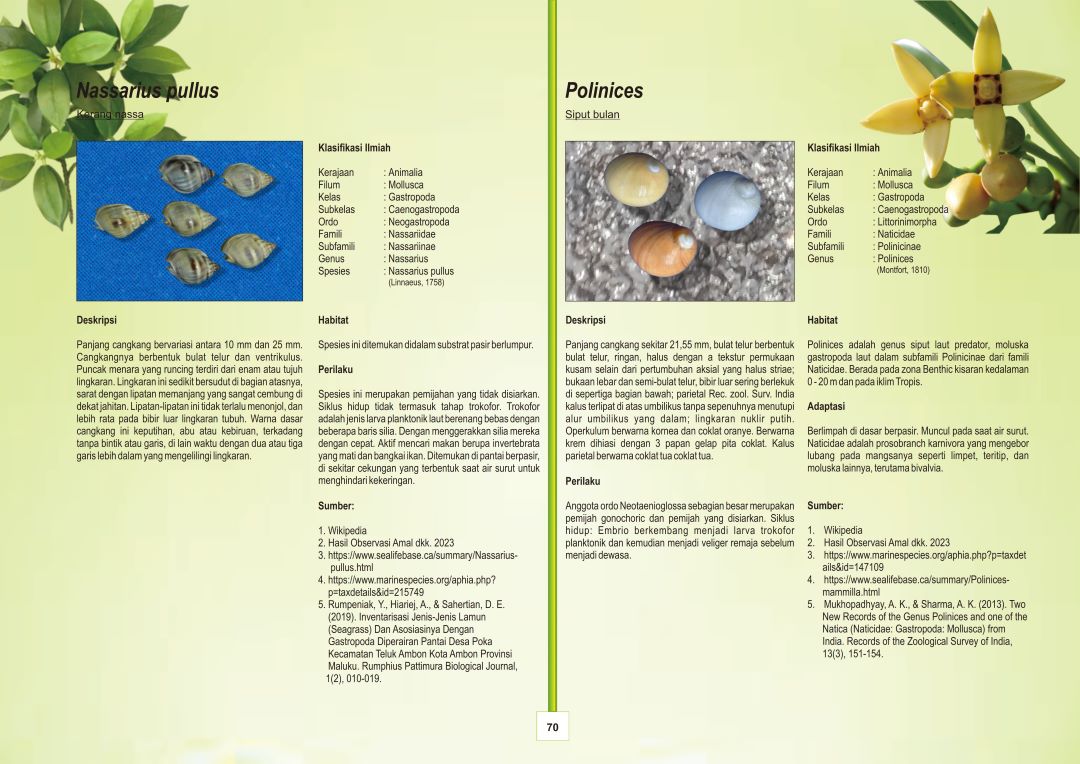 Nassarius pullus
Kerang nassa
Klasifikasi Ilmiah
Kerajaan : Animalia
Filum : Mollusca
Kelas : Gastropoda
Subkelas : Caenogastropoda
Ordo : Neogastropoda
Famili : Nassariidae
Subfamili : Nassariinae
Genus : Nassarius
Spesies : Nassarius pullus
(Linnaeus, 1758)
Deskripsi
Panjang cangkang bervariasi antara 10 mm dan 25 mm.
Cangkangnya berbentuk bulat telur dan ventrikulus.
Puncak menara yang runcing terdiri dari enam atau tujuh
lingkaran. Lingkaran ini sedikit bersudut di bagian atasnya,
sarat dengan lipatan memanjang yang sangat cembung di
dekat jahitan. Lipatan-lipatan ini tidak terlalu menonjol, dan
lebih rata pada bibir luar lingkaran tubuh. Warna dasar
cangkang ini keputihan, abu atau kebiruan, terkadang
tanpa bintik atau garis, di lain waktu dengan dua atau tiga
garis lebih dalam yang mengelilingi lingkaran.
Habitat
Spesies ini ditemukan didalam substrat pasir berlumpur.
Perilaku
Spesies ini merupakan pemijahan yang tidak disiarkan.
Siklus hidup tidak termasuk tahap trokofor. Trokofor
adalah jenis larva planktonik laut berenang bebas dengan
beberapa baris silia. Dengan menggerakkan silia mereka
dengan cepat. Aktif mencari makan berupa invertebrata
yang mati dan bangkai ikan. Ditemukan di pantai berpasir,
di sekitar cekungan yang terbentuk saat air surut untuk
menghindari kekeringan.
Sumber:
1. Wikipedia
2. Hasil Observasi Amal dkk. 2023
3. https://www.sealifebase.ca/summary/Nassarius-
pullus.html
4. https://www.marinespecies.org/aphia.php?
p=taxdetails&id=215749
5. Rumpeniak, Y., Hiariej, A., & Sahertian, D. E.
(2019). Inventarisasi Jenis-Jenis Lamun
(Seagrass) Dan Asosiasinya Dengan
Gastropoda Diperairan Pantai Desa Poka
Kecamatan Teluk Ambon Kota Ambon Provinsi
Maluku. Rumphius Pattimura Biological Journal,
1(2), 010-019.
Polinices
Siput bulan
Klasifikasi Ilmiah
Kerajaan : Animalia
Filum : Mollusca
Kelas : Gastropoda
Subkelas : Caenogastropoda
Ordo : Littorinimorpha
Famili : Naticidae
Subfamili : Polinicinae
Genus : Polinices
(Montfort, 1810)
Deskripsi
Panjang cangkang sekitar 21,55 mm, bulat telur berbentuk
bulat telur, ringan, halus dengan a tekstur permukaan
kusam selain dari pertumbuhan aksial yang halus striae;
bukaan lebar dan semi-bulat telur, bibir luar sering berlekuk
di sepertiga bagian bawah; parietal Rec. zool. Surv. India
kalus terlipat di atas umbilikus tanpa sepenuhnya menutupi
alur umbilikus yang dalam; lingkaran nuklir putih.
Operkulum berwarna kornea dan coklat oranye. Berwarna
krem dihiasi dengan 3 papan gelap pita coklat. Kalus
parietal berwarna coklat tua coklat tua.
Perilaku
Anggota ordo Neotaenioglossa sebagian besar merupakan
pemijah gonochoric dan pemijah yang disiarkan. Siklus
hidup: Embrio berkembang menjadi larva trokofor
planktonik dan kemudian menjadi veliger remaja sebelum
menjadi dewasa.
Habitat
Polinices adalah genus siput laut predator, moluska
gastropoda laut dalam subfamili Polinicinae dari famili
Naticidae. Berada pada zona Benthic kisaran kedalaman
0 - 20 m dan pada iklim Tropis.
Adaptasi
Berlimpah di dasar berpasir. Muncul pada saat air surut.
Naticidae adalah prosobranch karnivora yang mengebor
lubang pada mangsanya seperti limpet, teritip, dan
moluska lainnya, terutama bivalvia.
Sumber:
1. Wikipedia
2. Hasil Observasi Amal dkk. 2023
3. https://www.marinespecies.org/aphia.php?p=taxdet
ails&id=147109
4. https://www.sealifebase.ca/summary/Polinices-
mammilla.html
5. Mukhopadhyay, A. K., & Sharma, A. K. (2013). Two
New Records of the Genus Polinices and one of the
Natica (Naticidae: Gastropoda: Mollusca) from
India. Records of the Zoological Survey of India,
13(3), 151-154.
70